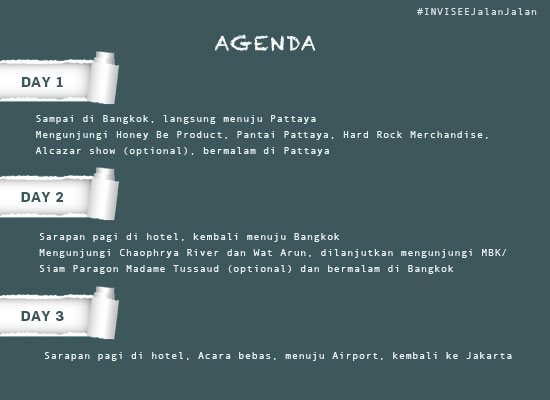 #INVISEEJalanJalan
AGENDA
DAY 1
Sampai di Bangkok, langsung menuju Pattaya
Mengunjungi Honey Be Product, Pantai Pattaya, Hard Rock Merchandise,
Alcazar show (optional), bermalam di Pattaya
DAY 2
Sarapan pagi di hotel, kembali menuju Bangkok
Mengunjungi Chaophrya River dan Wat Arun, dilanjutkan mengunjungi MBK/
Siam Paragon Madame Tussaud (optional) dan bermalam di Bangkok
DAY 3
Sarapan pagi di hotel, Acara bebas, menuju Airport, kembali ke Jakarta